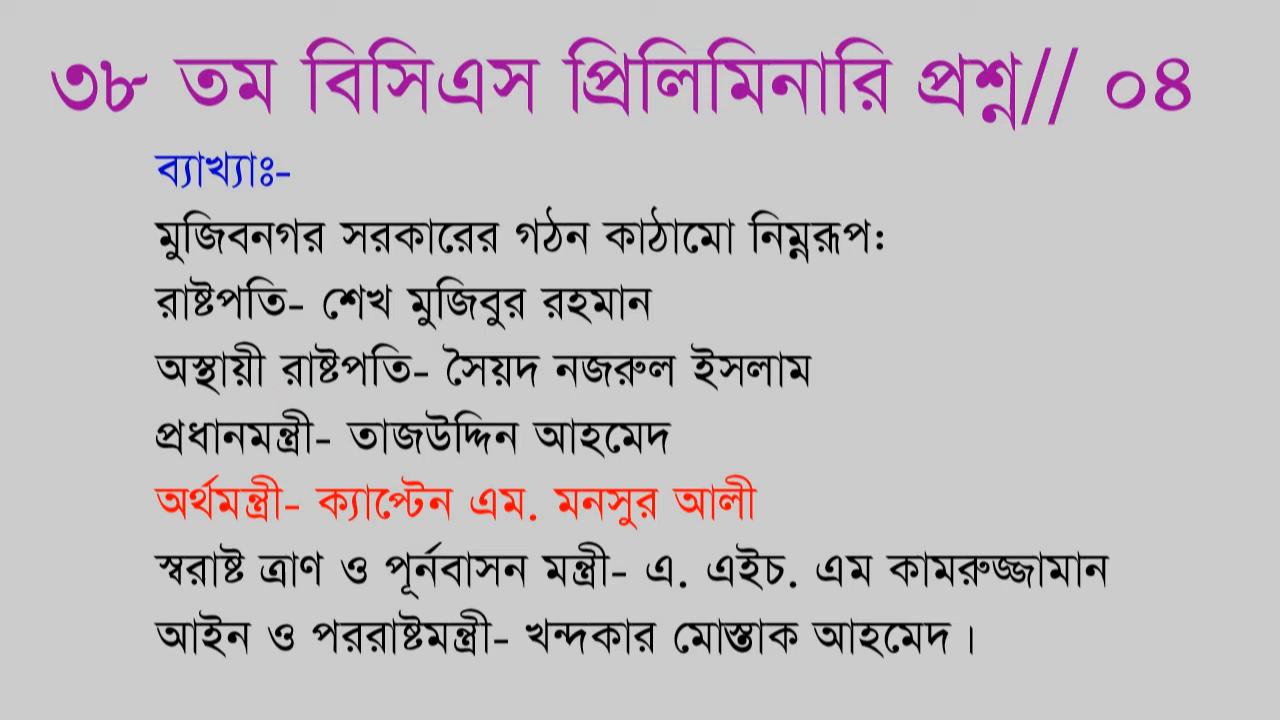 ৩৮ তম বিসিএস প্রিলিমিনারি প্রশ্ন// ০৪
ব্যাখ্যাঃ-
মুজিবনগর সরকারের গঠন কাঠামো নিম্নরূপ:
রাষ্টপতি- শেখ মুজিবুর রহমান
অস্থায়ী রাষ্টপতি- সৈয়দ নজরুল ইসলাম
প্রধানমন্ত্রী- তাজউদ্দিন আহমেদ
অর্থমন্ত্রী- ক্যাপ্টেন এম. মনসুর আলী
স্বরাষ্ট ত্রাণ ও পূর্নবাসন মন্ত্রী- এ. এইচ. এম কামরুজ্জামান
আইন ও পররাষ্টমন্ত্রী- খন্দকার মোস্তাক আহমেদ।